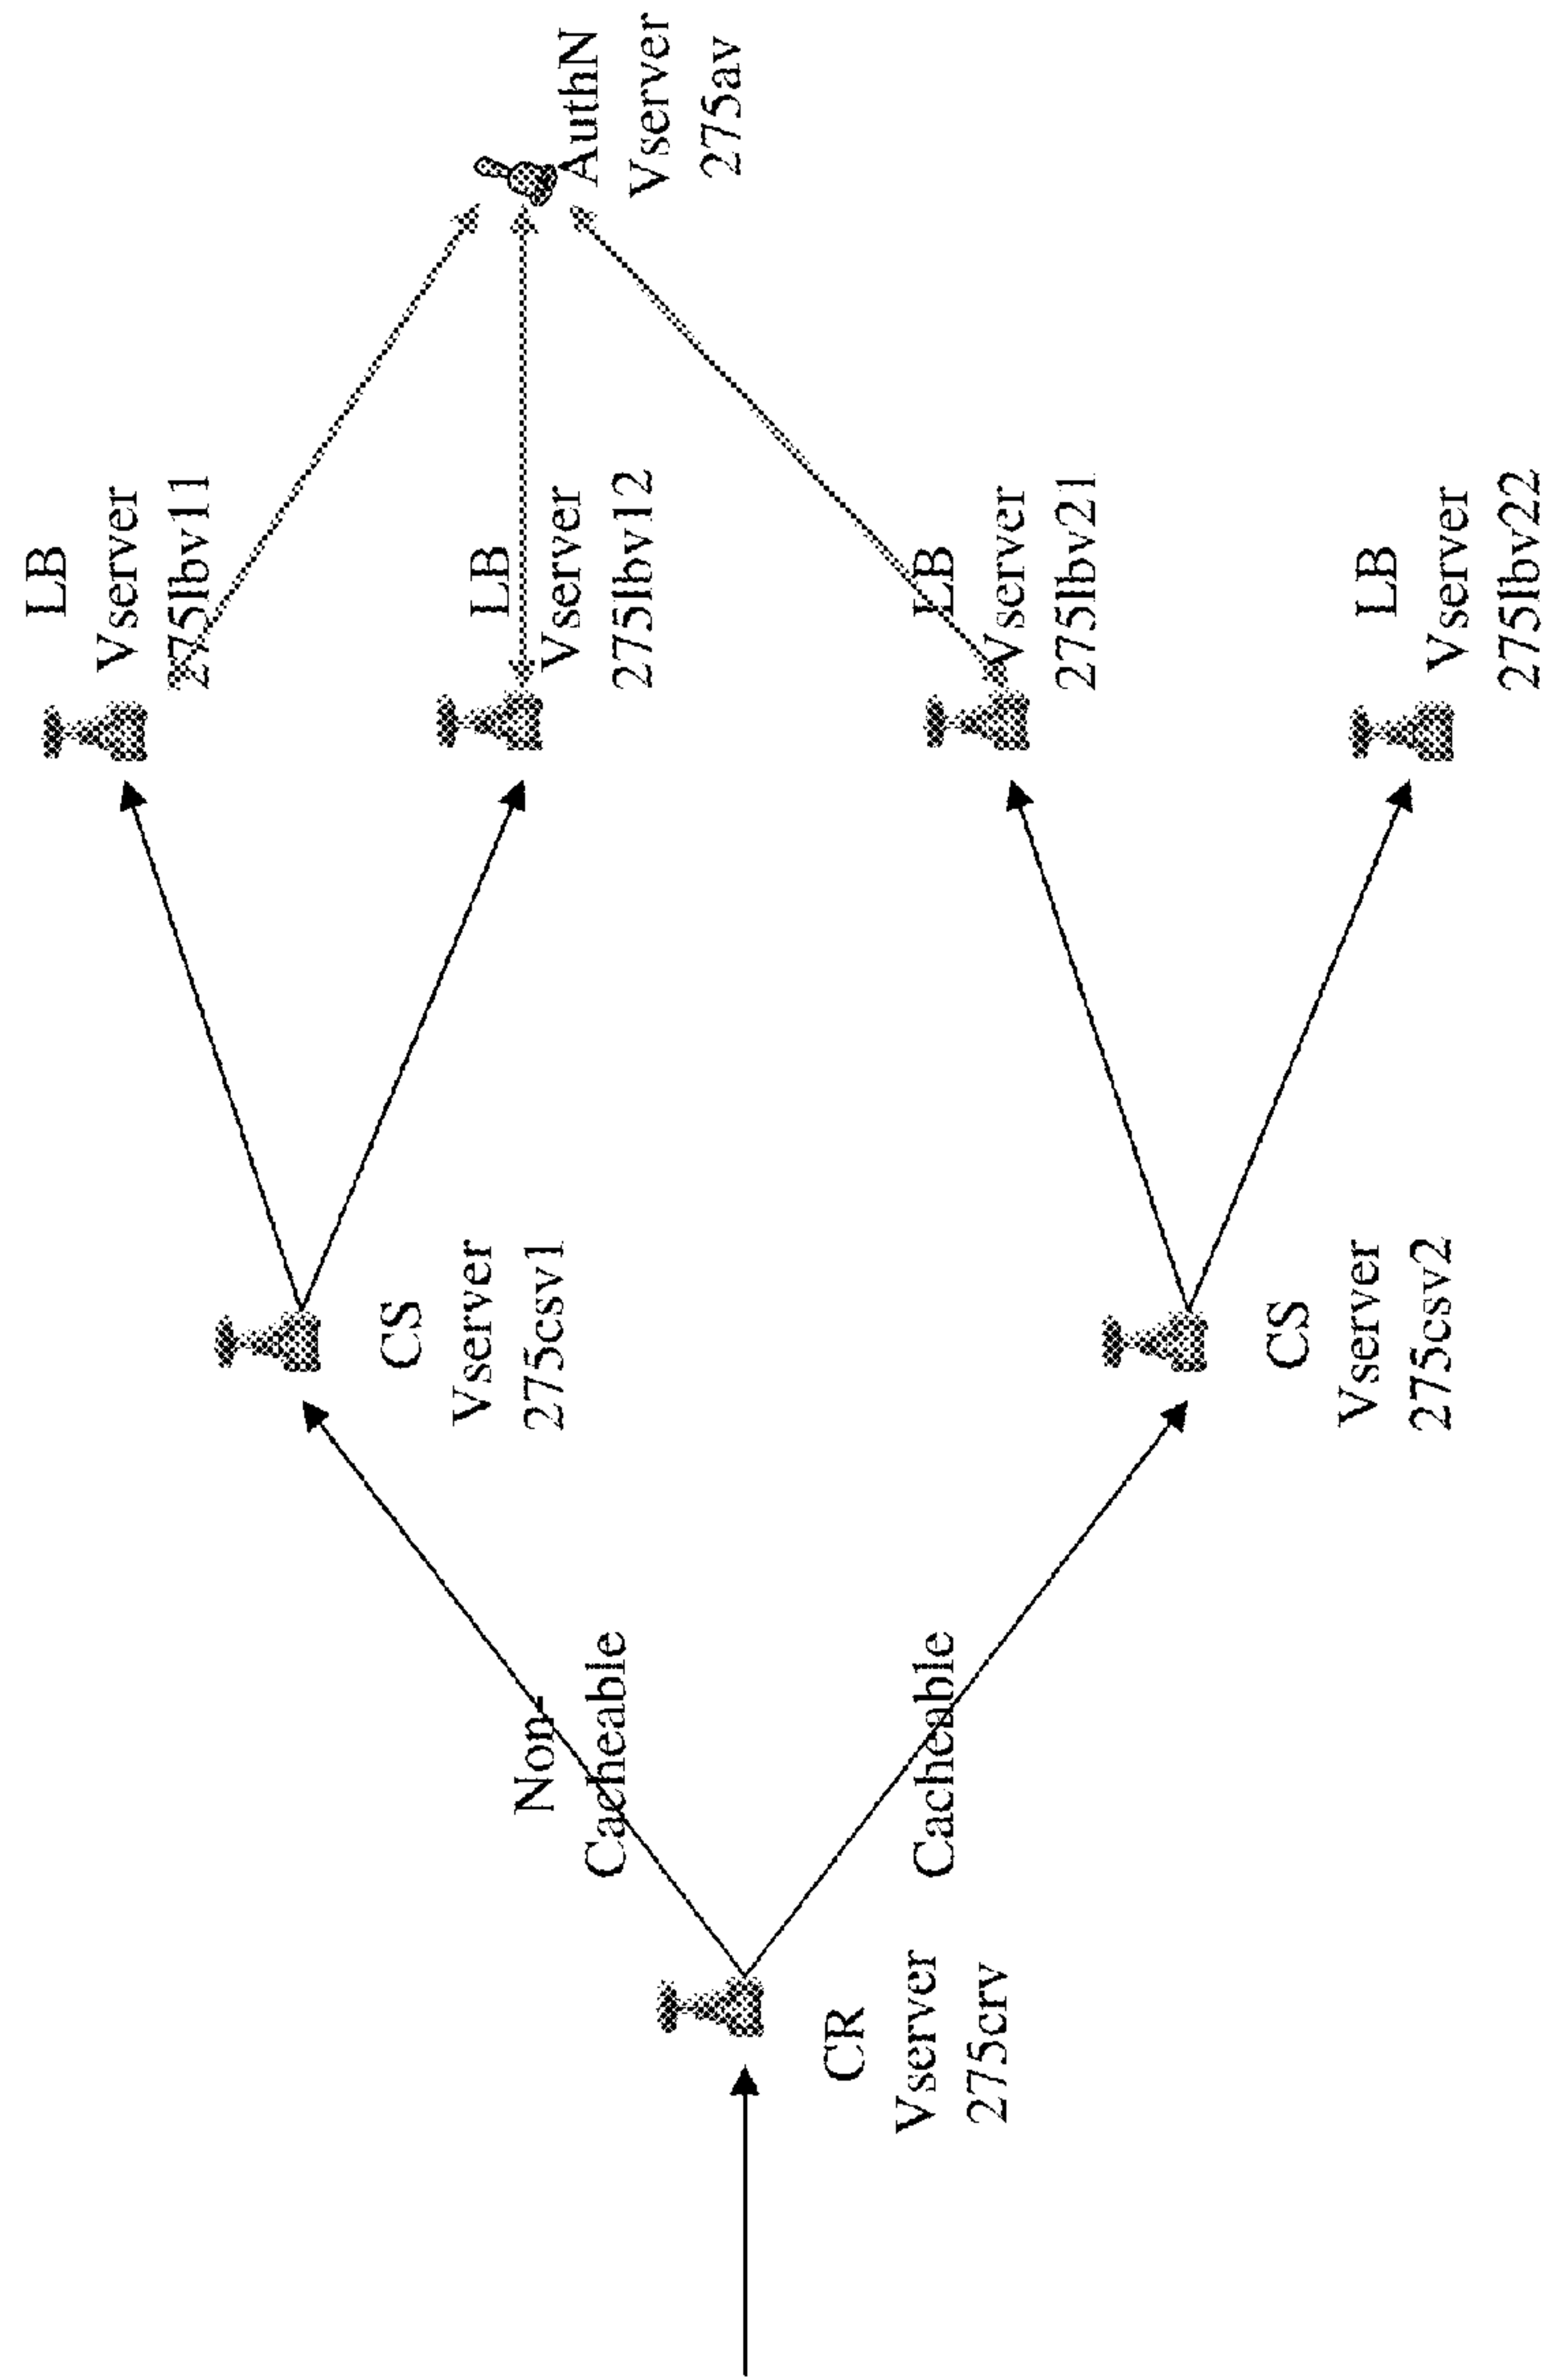 CR
Vserver
275crv
Non-
Cacheable
Cacheable
CS
Vserver
275csv1
CS
Vserver
275csv2
LB
Vserver
275lbv11
LB
Vserver
275lbv12
LB
Vserver
275lbv21
LB
Vserver
275lbv22
AuthN
Vserver
275av